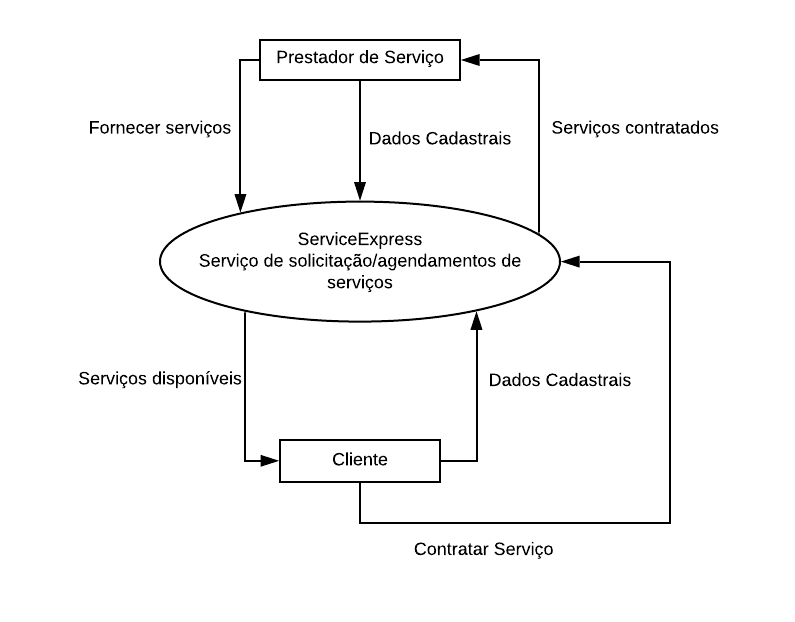 Prestador de Serviço
Fornecer serviços
Dados Cadastrais
Serviços contratados
ServiceExpress
Serviço de solicitação/agendamentos de
serviços
Serviços disponíveis
Dados Cadastrais
Cliente
Contratar Serviço